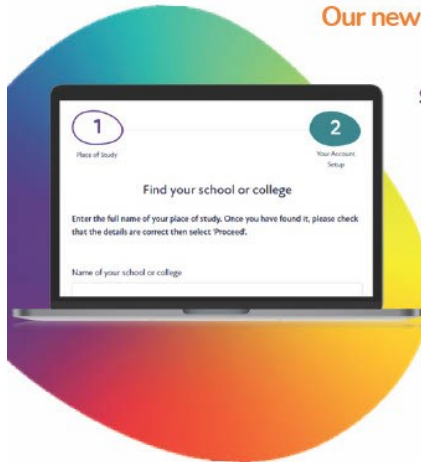 Our new
1
2
Place of Study
Your Account
Setup
Find your school or college
Enter the full name of your place of study. Once you have found it, please check
that the details are correct then select 'Proceed'.
Name of your school or college